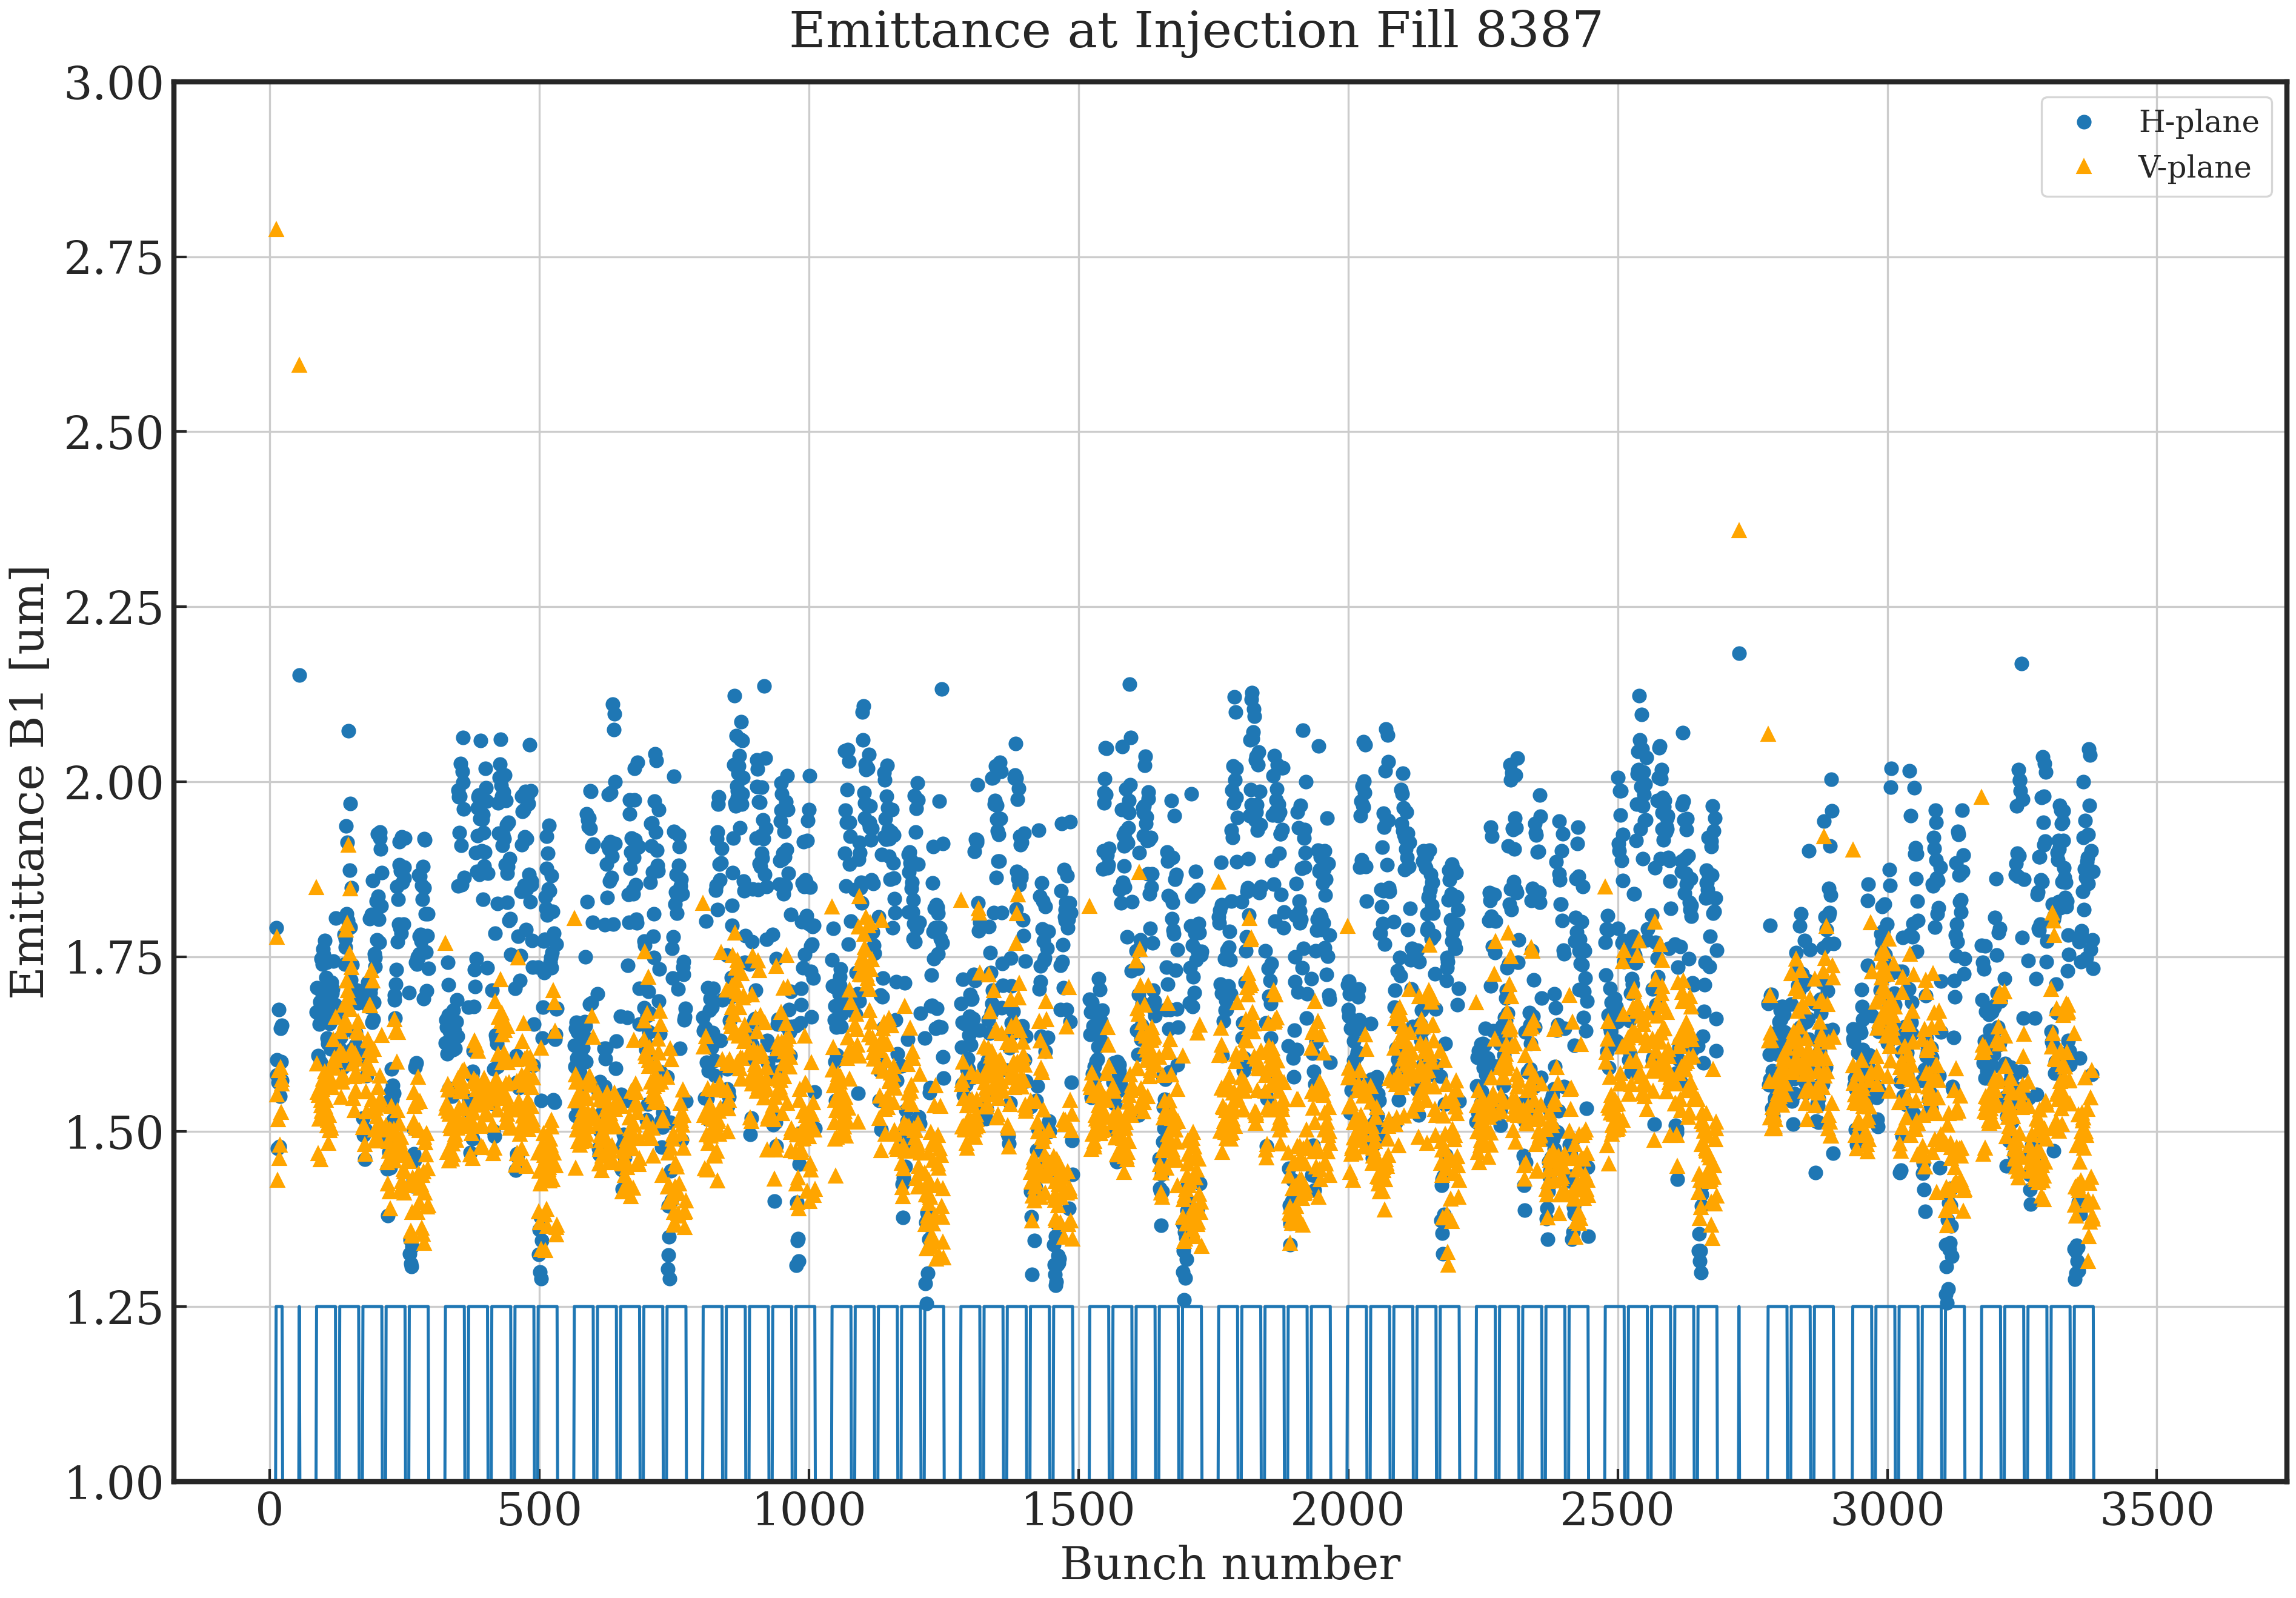 Emittance at Injection Fill 8387
H-plane
V-plane
3.00
2.75
2.50
2.25
2.00
1.75
1.50
1.25
1.00
Emittance B1 [um]
0 500 1000 1500 2000 2500 3000 3500
Bunch number